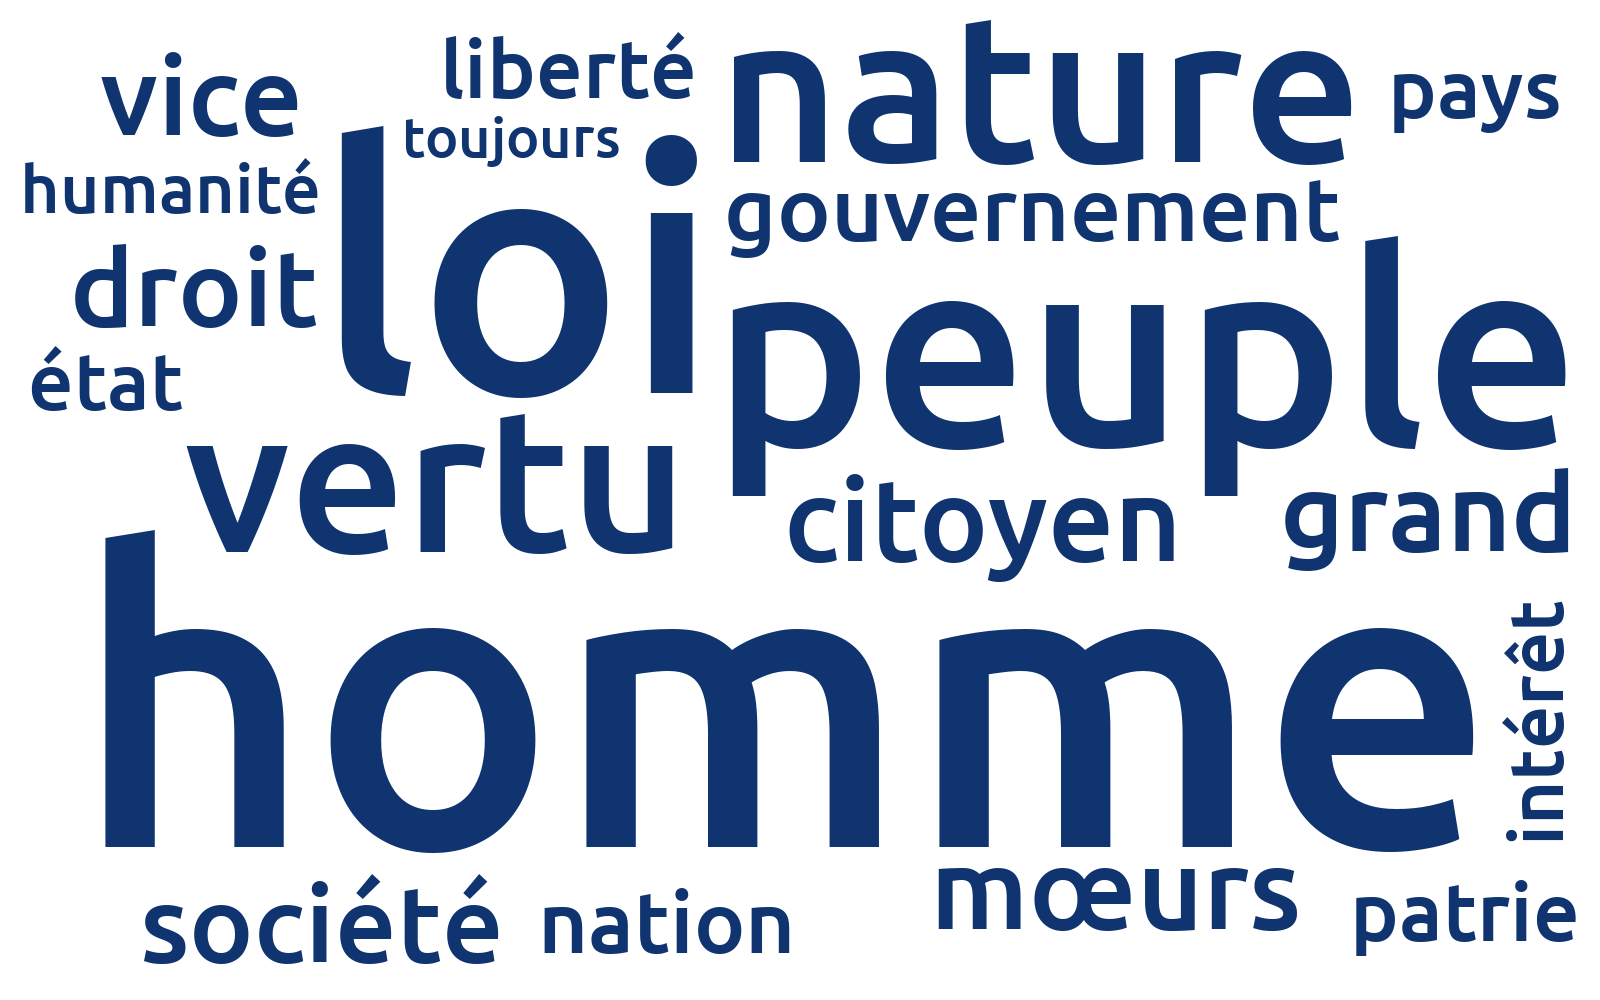 vice
liberté
nature
pays
toujours
humanité
loi
gouvernement
droit
peuple
état
vertu
citoyen
grand
homme
intérêt
société
nation
mœurs
patrie